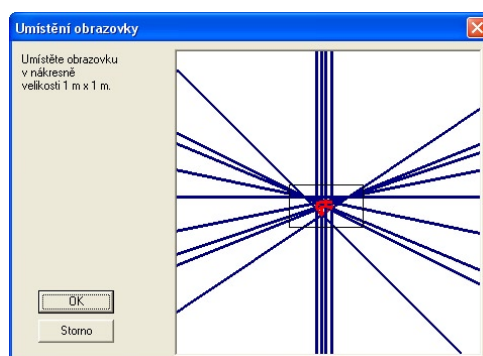 Umístění obrazovky
Umístěte obrazovku
v nákresně
velikosti 1 m x 1 m.
OK
Storno